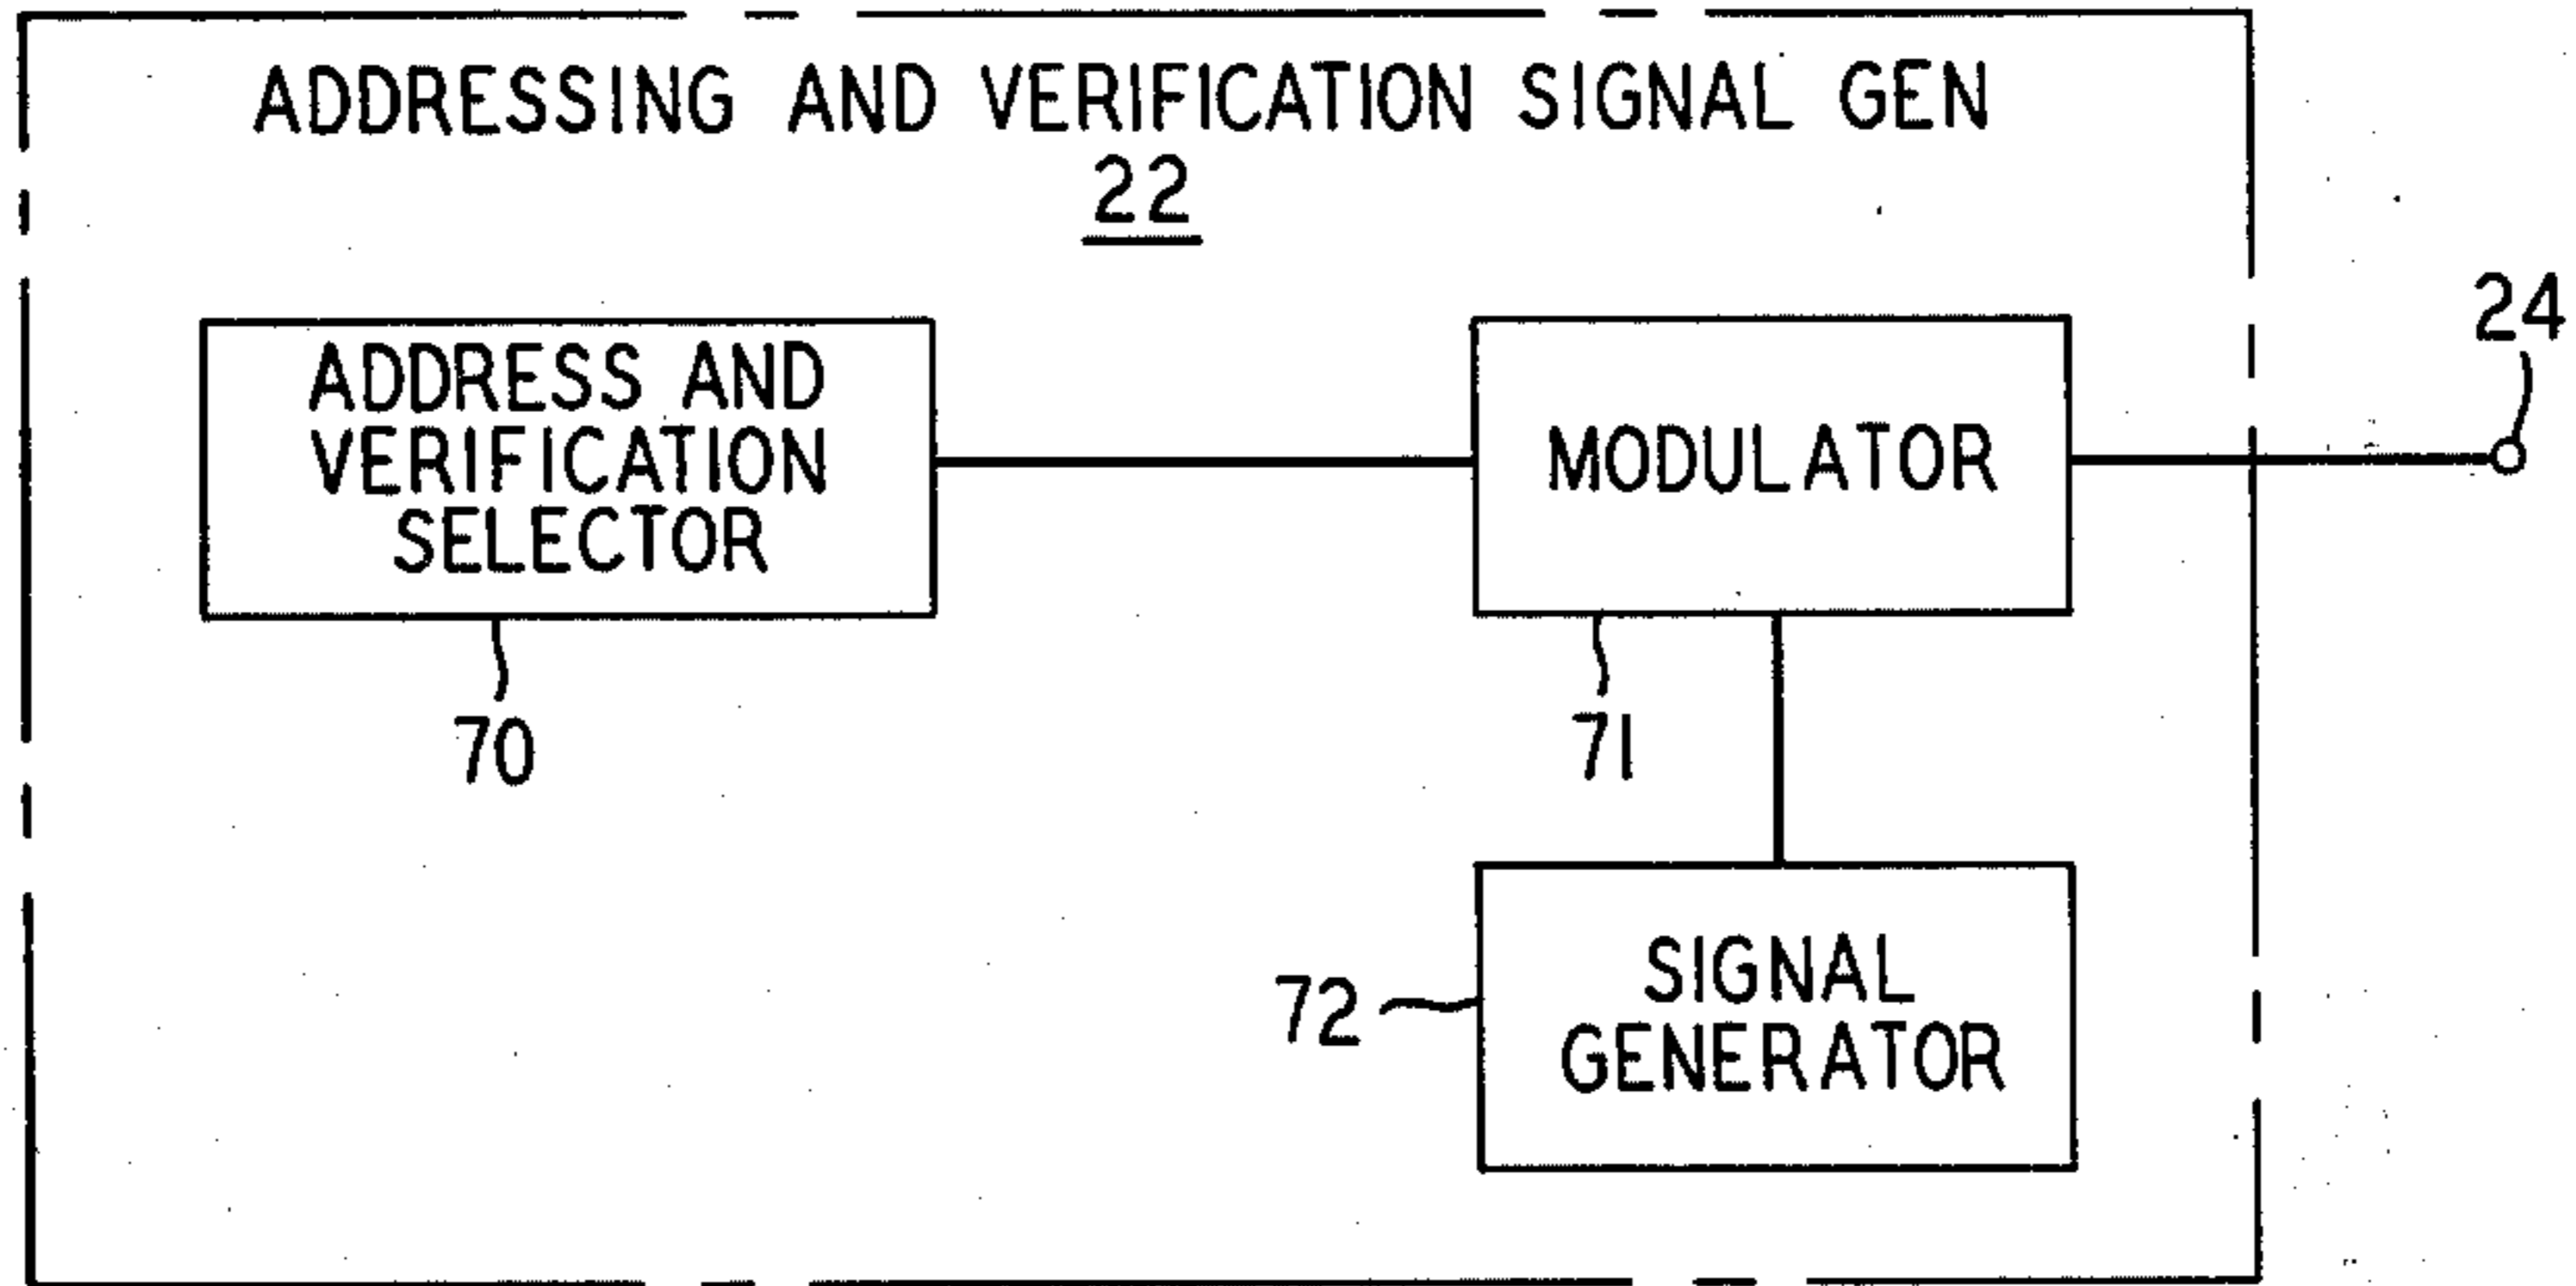 ADDRESSING AND VERIFICATION SIGNAL GEN
22
24
ADDRESS AND
VERIFICATION
SELECTOR
MODULATOR
70
71
72
SIGNAL
GENERATOR